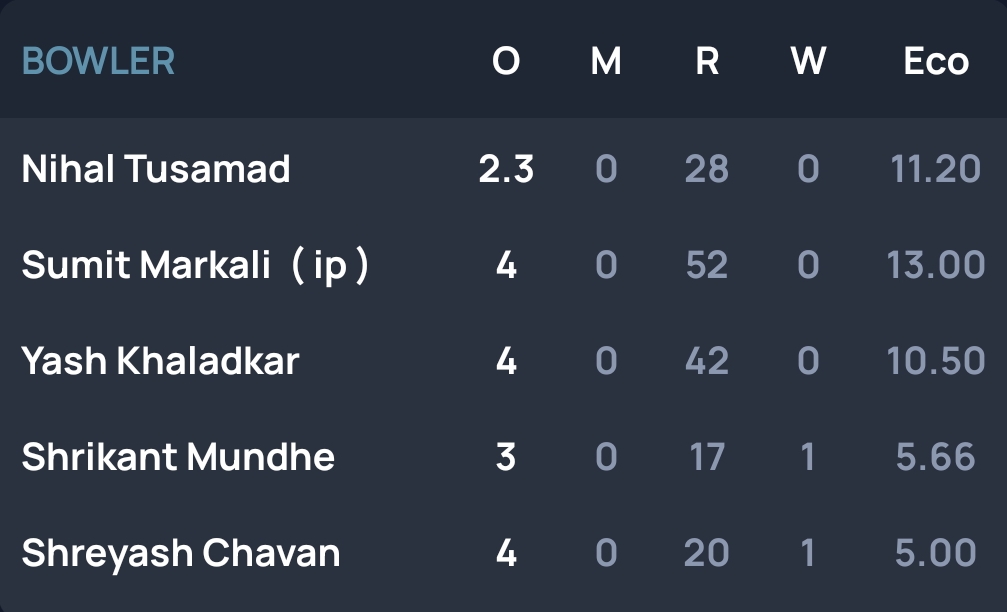 BOWLER O M R W Eco
Nihal Tusamad 2.3 0 28 0 11.20
Sumit Markali ( ip ) 4 0 52 0 13.00
Yash Khaladkar 4 0 42 0 10.50
Shrikant Mundhe 3 0 17 1 5.66
Shreyash Chavan 4 0 20 1 5.00